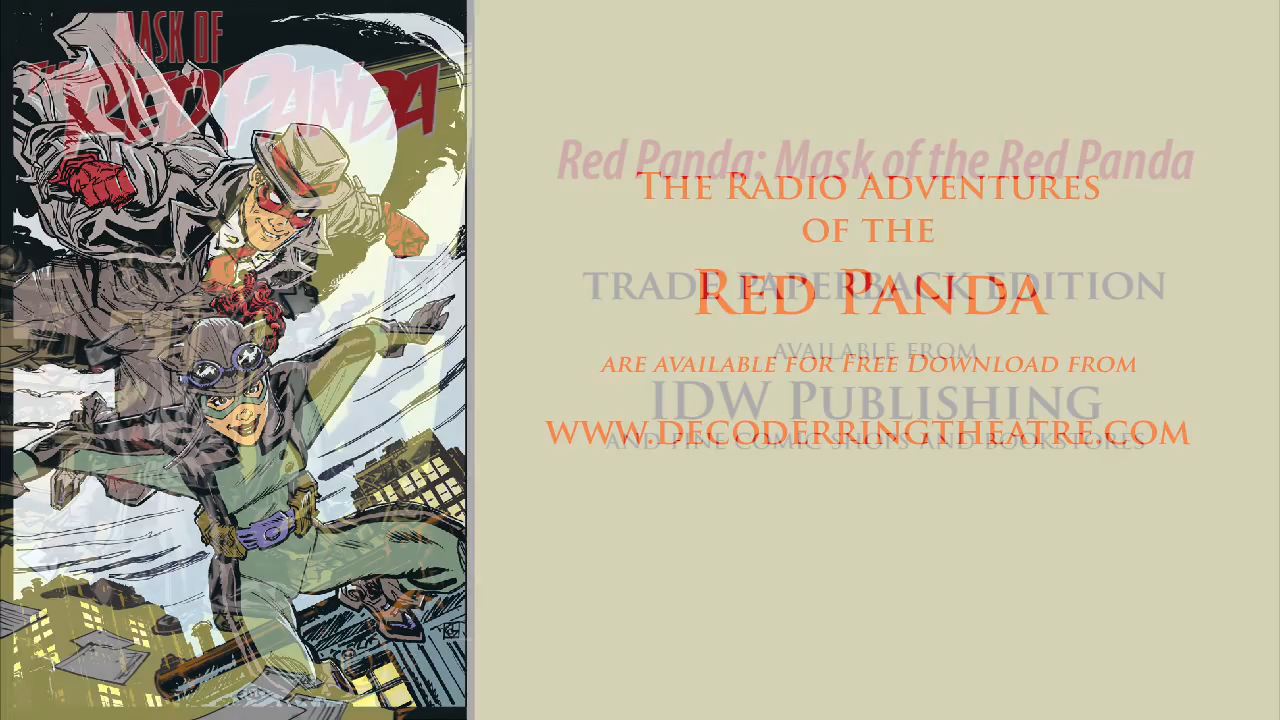 MASK OF
THE RED PANDA
Red Panda: Mask of the Red Panda
The Radio Adventures
of the
TRADE PAPERBACK EDITION
Red Panda
AVAILABLE FROM
are available for Free Download from
IDW Publishing
www.decoderringtheatre.com
AND FINE COMIC SHOPS AND BOOKSTORES